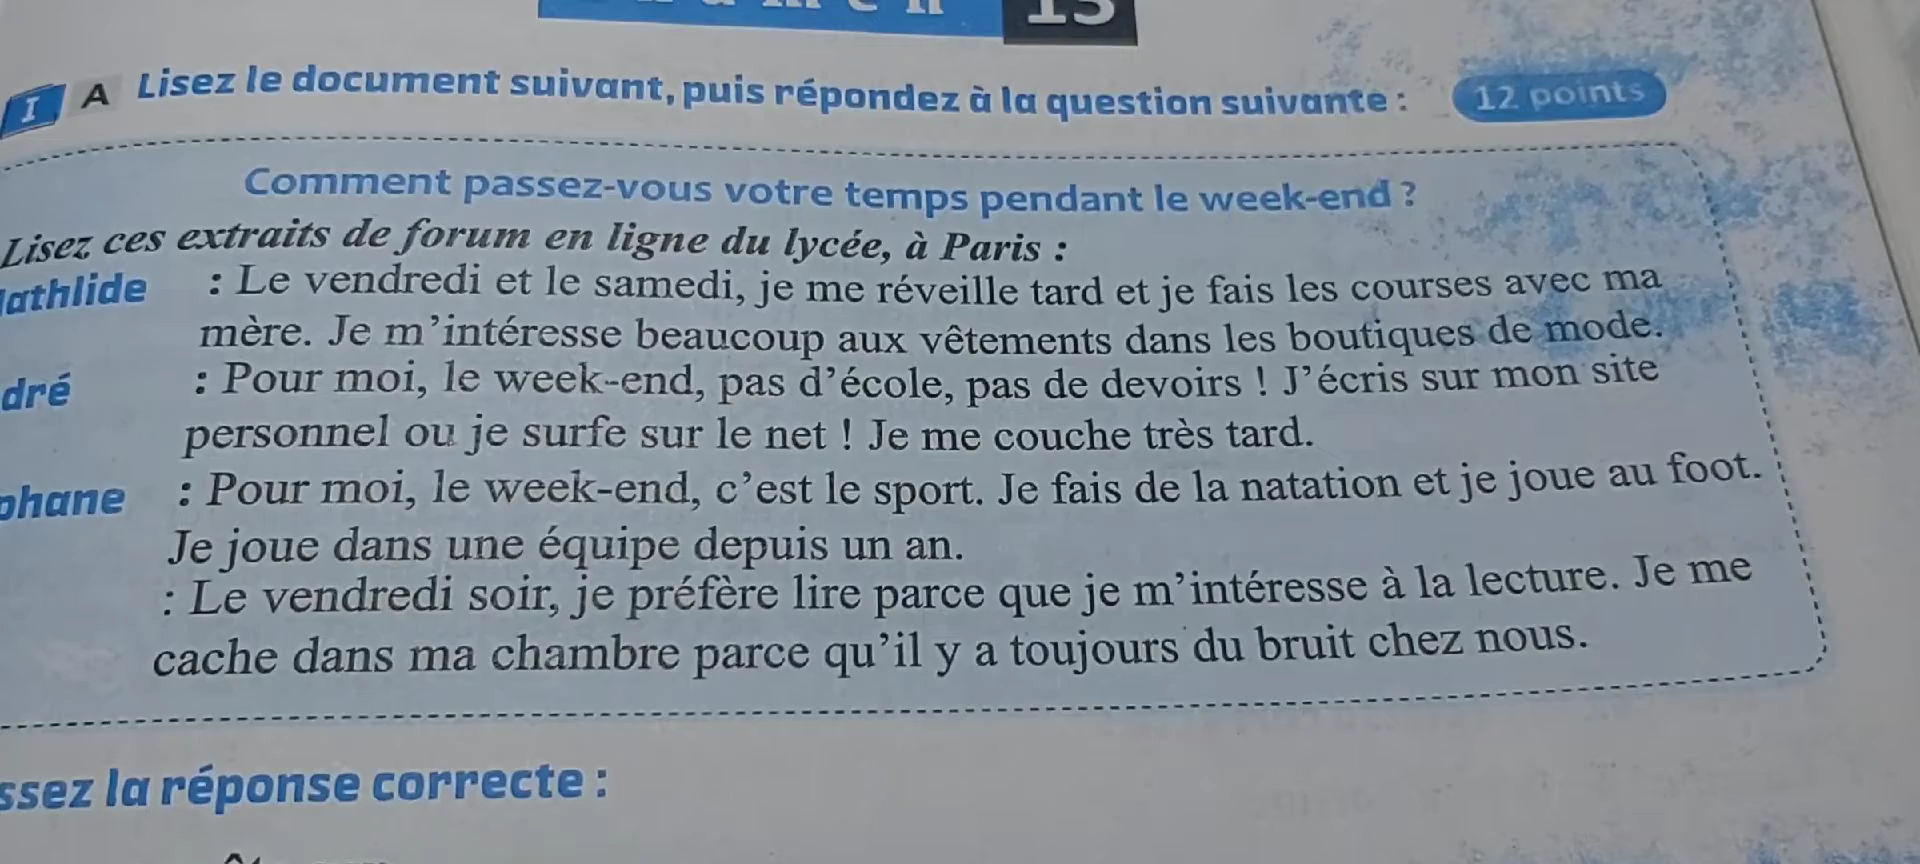 13
I A Lisez le document suivant, puis répondez à la question suivante : 12 points
Comment passez-vous votre temps pendant le week-end ?
Lisez ces extraits de forum en ligne du lycée, à Paris :
athlide : Le vendredi et le samedi, je me réveille tard et je fais les courses avec ma
mère. Je m'intéresse beaucoup aux vêtements dans les boutiques de mode.
dré : Pour moi, le week-end, pas d'école, pas de devoirs ! J'écris sur mon site
personnel ou je surfe sur le net ! Je me couche très tard.
phane : Pour moi, le week-end, c'est le sport. Je fais de la natation et je joue au foot.
Je joue dans une équipe depuis un an.
: Le vendredi soir, je préfère lire parce que je m'intéresse à la lecture. Je me
cache dans ma chambre parce qu'il y a toujours du bruit chez nous.
ssez la réponse correcte :